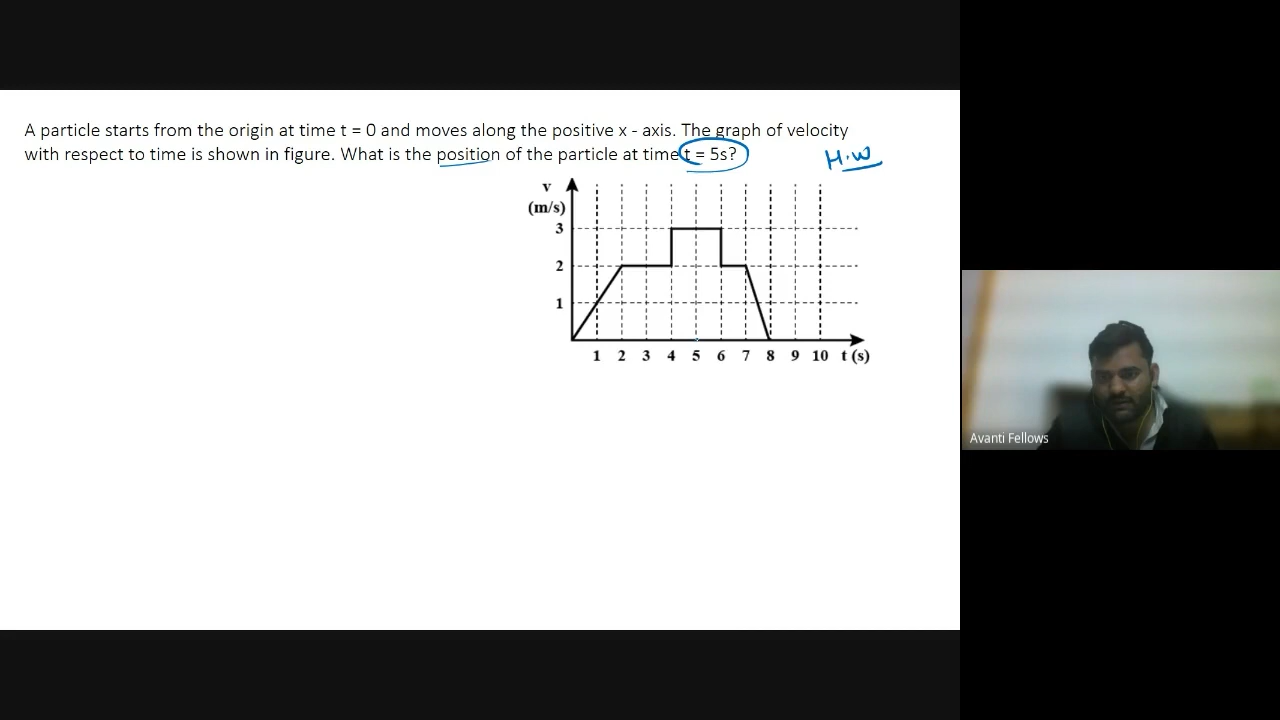 A particle starts from the origin at time t = 0 and moves along the positive x - axis. The graph of velocity
with respect to time is shown in figure. What is the position of the particle at time t = 5s?
H.W
v
(m/s)
3
2
1
1 2 3 4 5 6 7 8 9 10 t (s)
Avanti Fellows